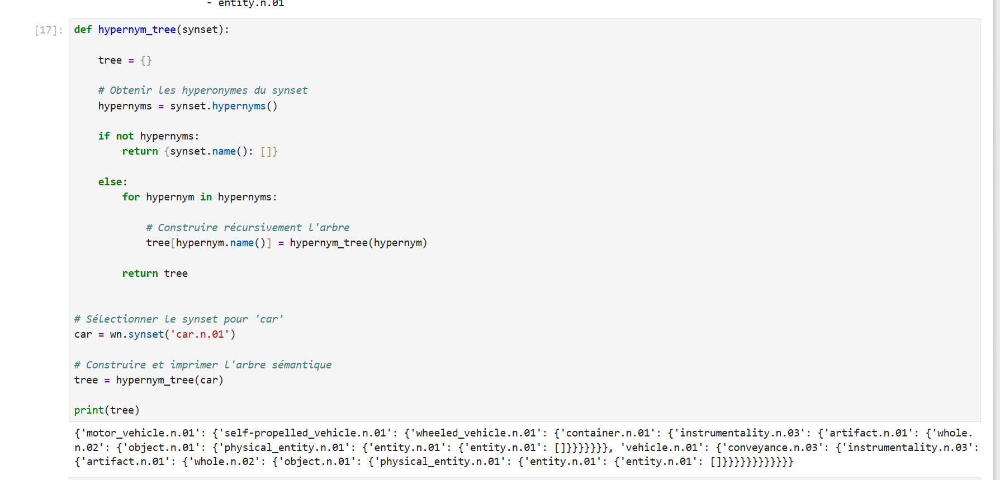 - entity.n.01
[17]: def hypernym_tree(synset):
tree = {}
# Obtenir les hyperonymes du synset
hypernyms = synset.hypernyms()
if not hypernyms:
return {synset.name(): []}
else:
for hypernym in hypernyms:
# Construire récursivement l'arbre
tree[hypernym.name()] = hypernym_tree(hypernym)
return tree
# Sélectionner le synset pour 'car'
car = wn.synset('car.n.01')
# Construire et imprimer l'arbre sémantique
tree = hypernym_tree(car)
print(tree)
{'motor_vehicle.n.01': {'self-propelled_vehicle.n.01': {'wheeled_vehicle.n.01': {'container.n.01': {'instrumentality.n.03': {'artifact.n.01': {'whole.
n.02': {'object.n.01': {'physical_entity.n.01': {'entity.n.01': {'entity.n.01': []}}}}}}}, 'vehicle.n.01': {'conveyance.n.03': {'instrumentality.n.03':
{'artifact.n.01': {'whole.n.02': {'object.n.01': {'physical_entity.n.01': {'entity.n.01': {'entity.n.01': []}}}}}}}}}}}}